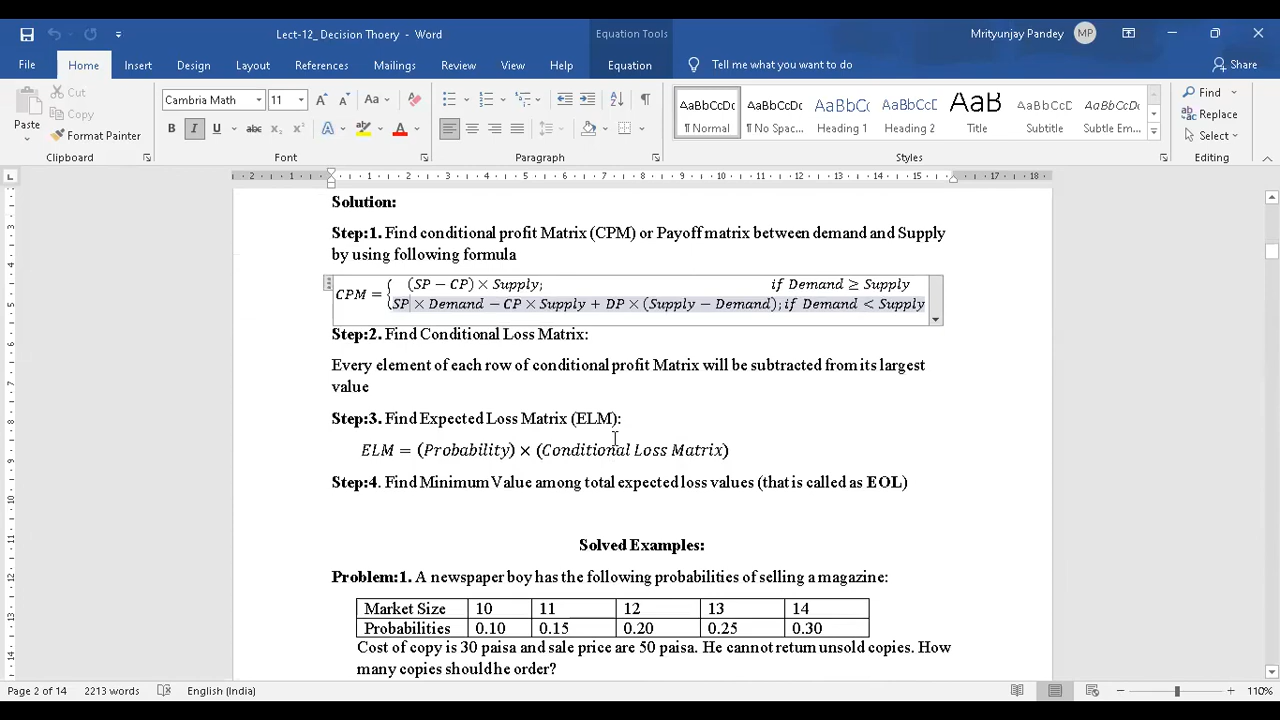 Lect-12_ Decision Thoery - Word
Equation Tools
Mrityunjay Pandey
MP
File
Home
Insert
Design
Layout
References
Mailings
Review
View
Help
Equation
Tell me what you want to do
Share
Paste
Cut
Copy
Format Painter
Clipboard
Cambria Math
11
Font
Paragraph
AaBbCcDc
¶ Normal
AaBbCcDc
¶ No Spac...
AaBbCc
Heading 1
AaBbCcD
Heading 2
AaB
Title
AaBbCcD
Subtitle
AaBbCcDc
Subtle Em...
Styles
Find
Replace
Select
Editing
Solution:
Step:1. Find conditional profit Matrix (CPM) or Payoff matrix between demand and Supply
by using following formula
CPM = { (SP − CP) × Supply; if Demand ≥ Supply
SP × Demand − CP × Supply + DP × (Supply − Demand); if Demand < Supply
Step:2. Find Conditional Loss Matrix:
Every element of each row of conditional profit Matrix will be subtracted from its largest
value
Step:3. Find Expected Loss Matrix (ELM):
ELM = (Probability) × (Conditional Loss Matrix)
Step:4. Find Minimum Value among total expected loss values (that is called as EOL)
Solved Examples:
Problem:1. A newspaper boy has the following probabilities of selling a magazine:
Market Size 10 11 12 13 14
Probabilities 0.10 0.15 0.20 0.25 0.30
Cost of copy is 30 paisa and sale price are 50 paisa. He cannot return unsold copies. How
many copies should he order?
Page 2 of 14
2213 words
English (India)
110%